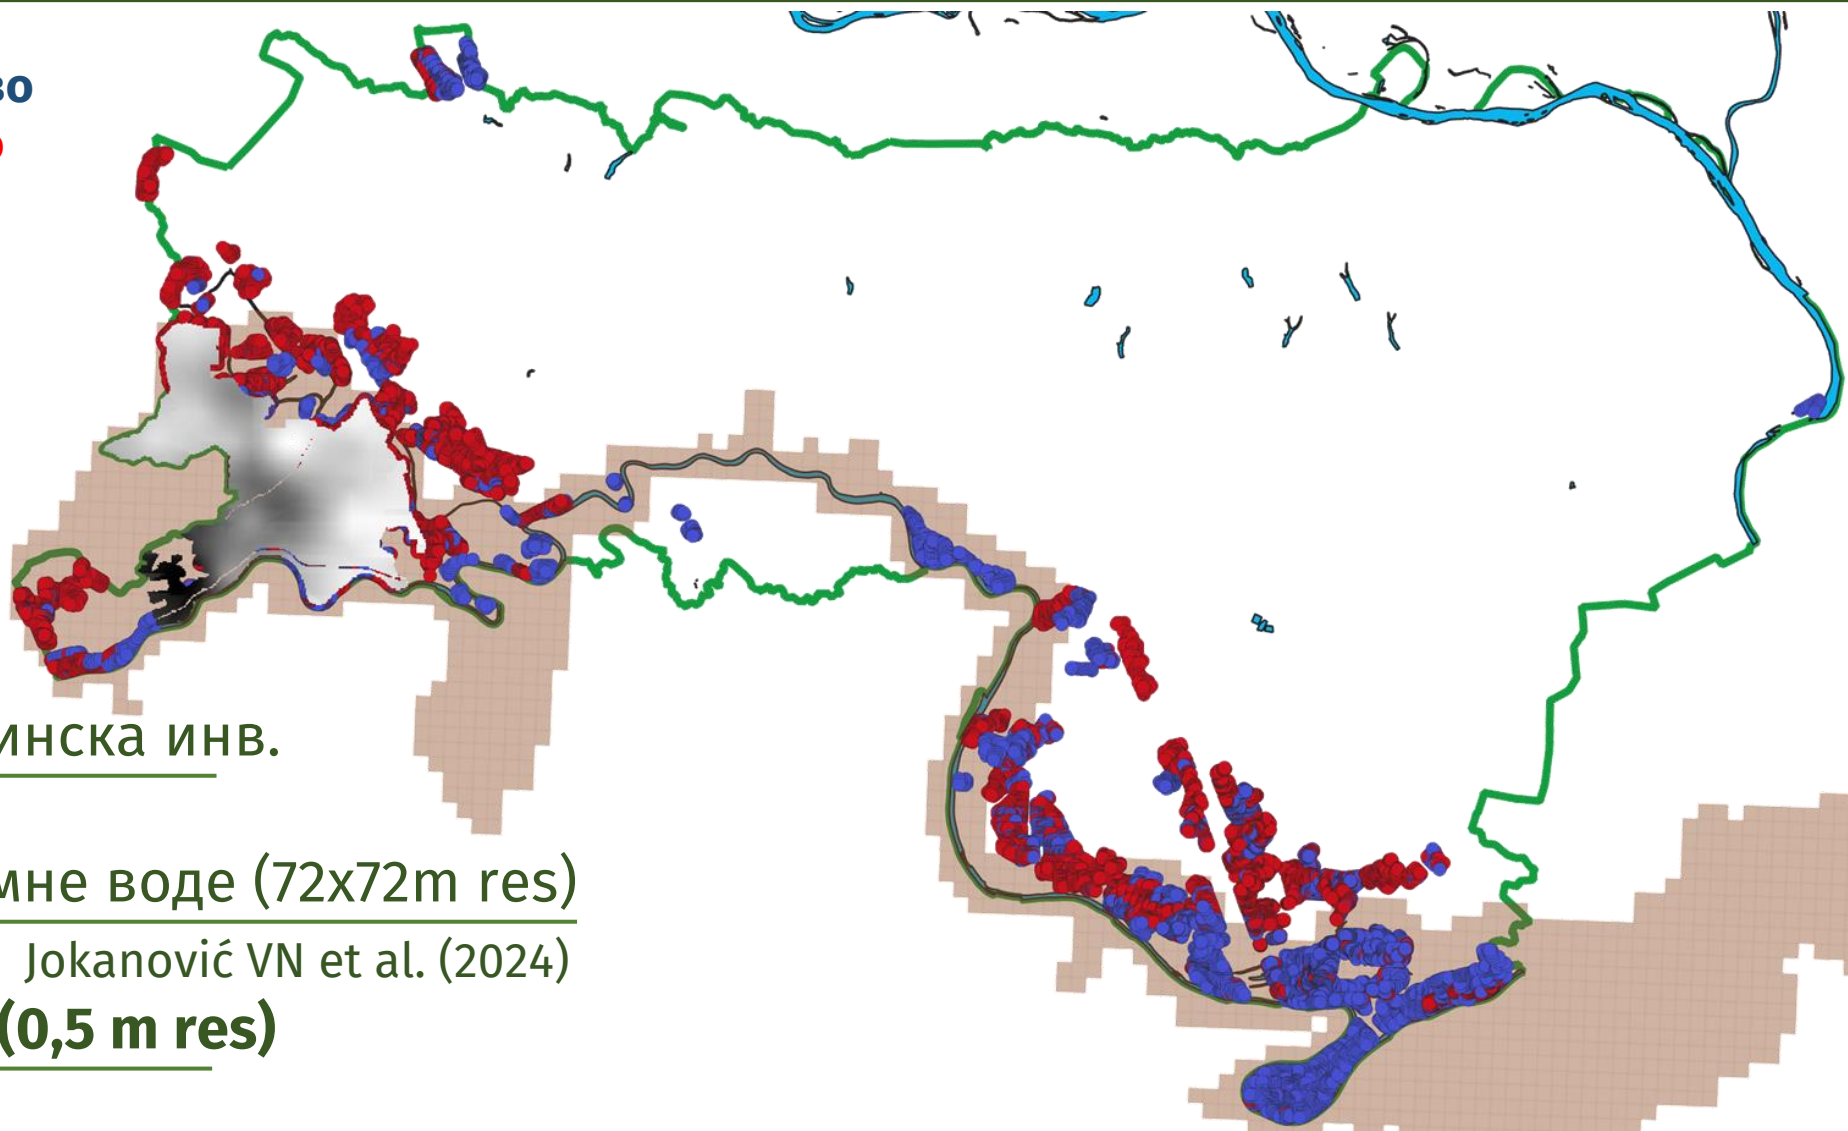 во
инска инв.
мне воде (72x72m res)
Jokanović VN et al. (2024)
(0,5 m res)